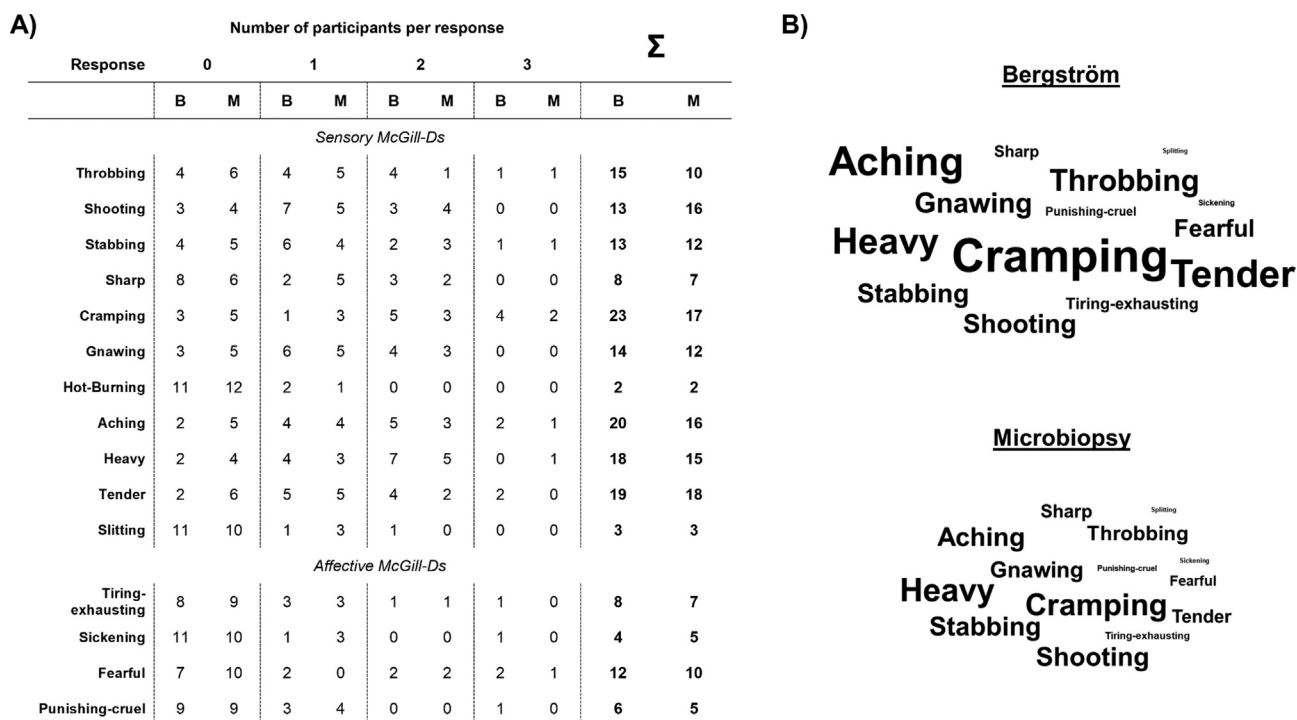 A)
Number of participants per response
Σ
Response 0 1 2 3
B M B M B M B M B M
Sensory McGill-Ds
Throbbing 4 6 4 5 4 1 1 1 15 10
Shooting 3 4 7 5 3 4 0 0 13 16
Stabbing 4 5 6 4 2 3 1 1 13 12
Sharp 8 6 2 5 3 2 0 0 8 7
Cramping 3 5 1 3 5 3 4 2 23 17
Gnawing 3 5 6 5 4 3 0 0 14 12
Hot-Burning 11 12 2 1 0 0 0 0 2 2
Aching 2 5 4 4 5 3 2 1 20 16
Heavy 2 4 4 3 7 5 0 1 18 15
Tender 2 6 5 5 4 2 2 0 19 18
Slitting 11 10 1 3 1 0 0 0 3 3
Affective McGill-Ds
Tiring-
exhausting 8 9 3 3 1 1 1 0 8 7
Sickening 11 10 1 3 0 0 1 0 4 5
Fearful 7 10 2 0 2 2 2 1 12 10
Punishing-cruel 9 9 3 4 0 0 1 0 6 5
B)
Bergström
Aching Sharp Splitting
Throbbing
Gnawing Punishing-cruel Sickening
Fearful
Heavy Cramping Tender
Stabbing Tiring-exhausting
Shooting
Microbiopsy
Sharp Splitting
Aching Throbbing
Gnawing Punishing-cruel Sickening
Fearful
Heavy Cramping Tender
Stabbing Tiring-exhausting
Shooting